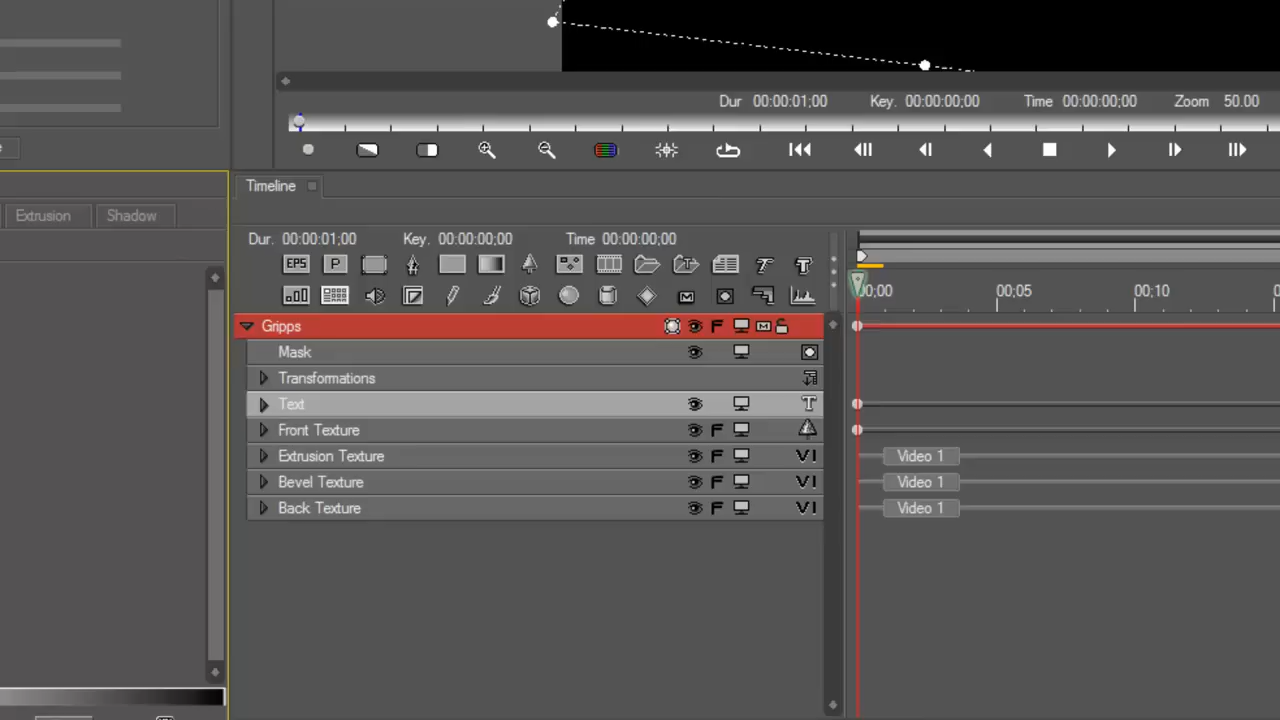 Dur 00:00:01;00 Key. 00:00:00;00 Time 00:00:00;00 Zoom 50.00
Timeline
Extrusion Shadow
Dur. 00:00:01;00 Key. 00:00:00;00 Time 00:00:00;00
EPS P T T
M
00;00 00;05 00;10
Gripps F M
Mask
Transformations
Text T
Front Texture F
Extrusion Texture F VI Video 1
Bevel Texture F VI Video 1
Back Texture F VI Video 1